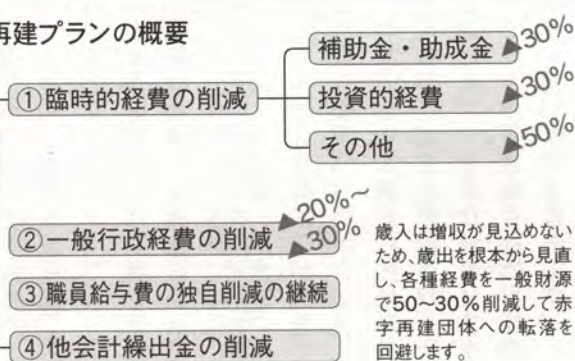 再建プランの概要
①臨時的経費の削減
補助金・助成金 ▲30%
投資的経費 ▲30%
その他 ▲50%
②一般行政経費の削減 ▲20%~▲30%
③職員給与費の独自削減の継続
④他会計繰出金の削減
歳入は増収が見込めない
ため、歳出を根本から見直
し、各種経費を一般財源
で50~30%削減して赤
字再建団体への転落を
回避します。